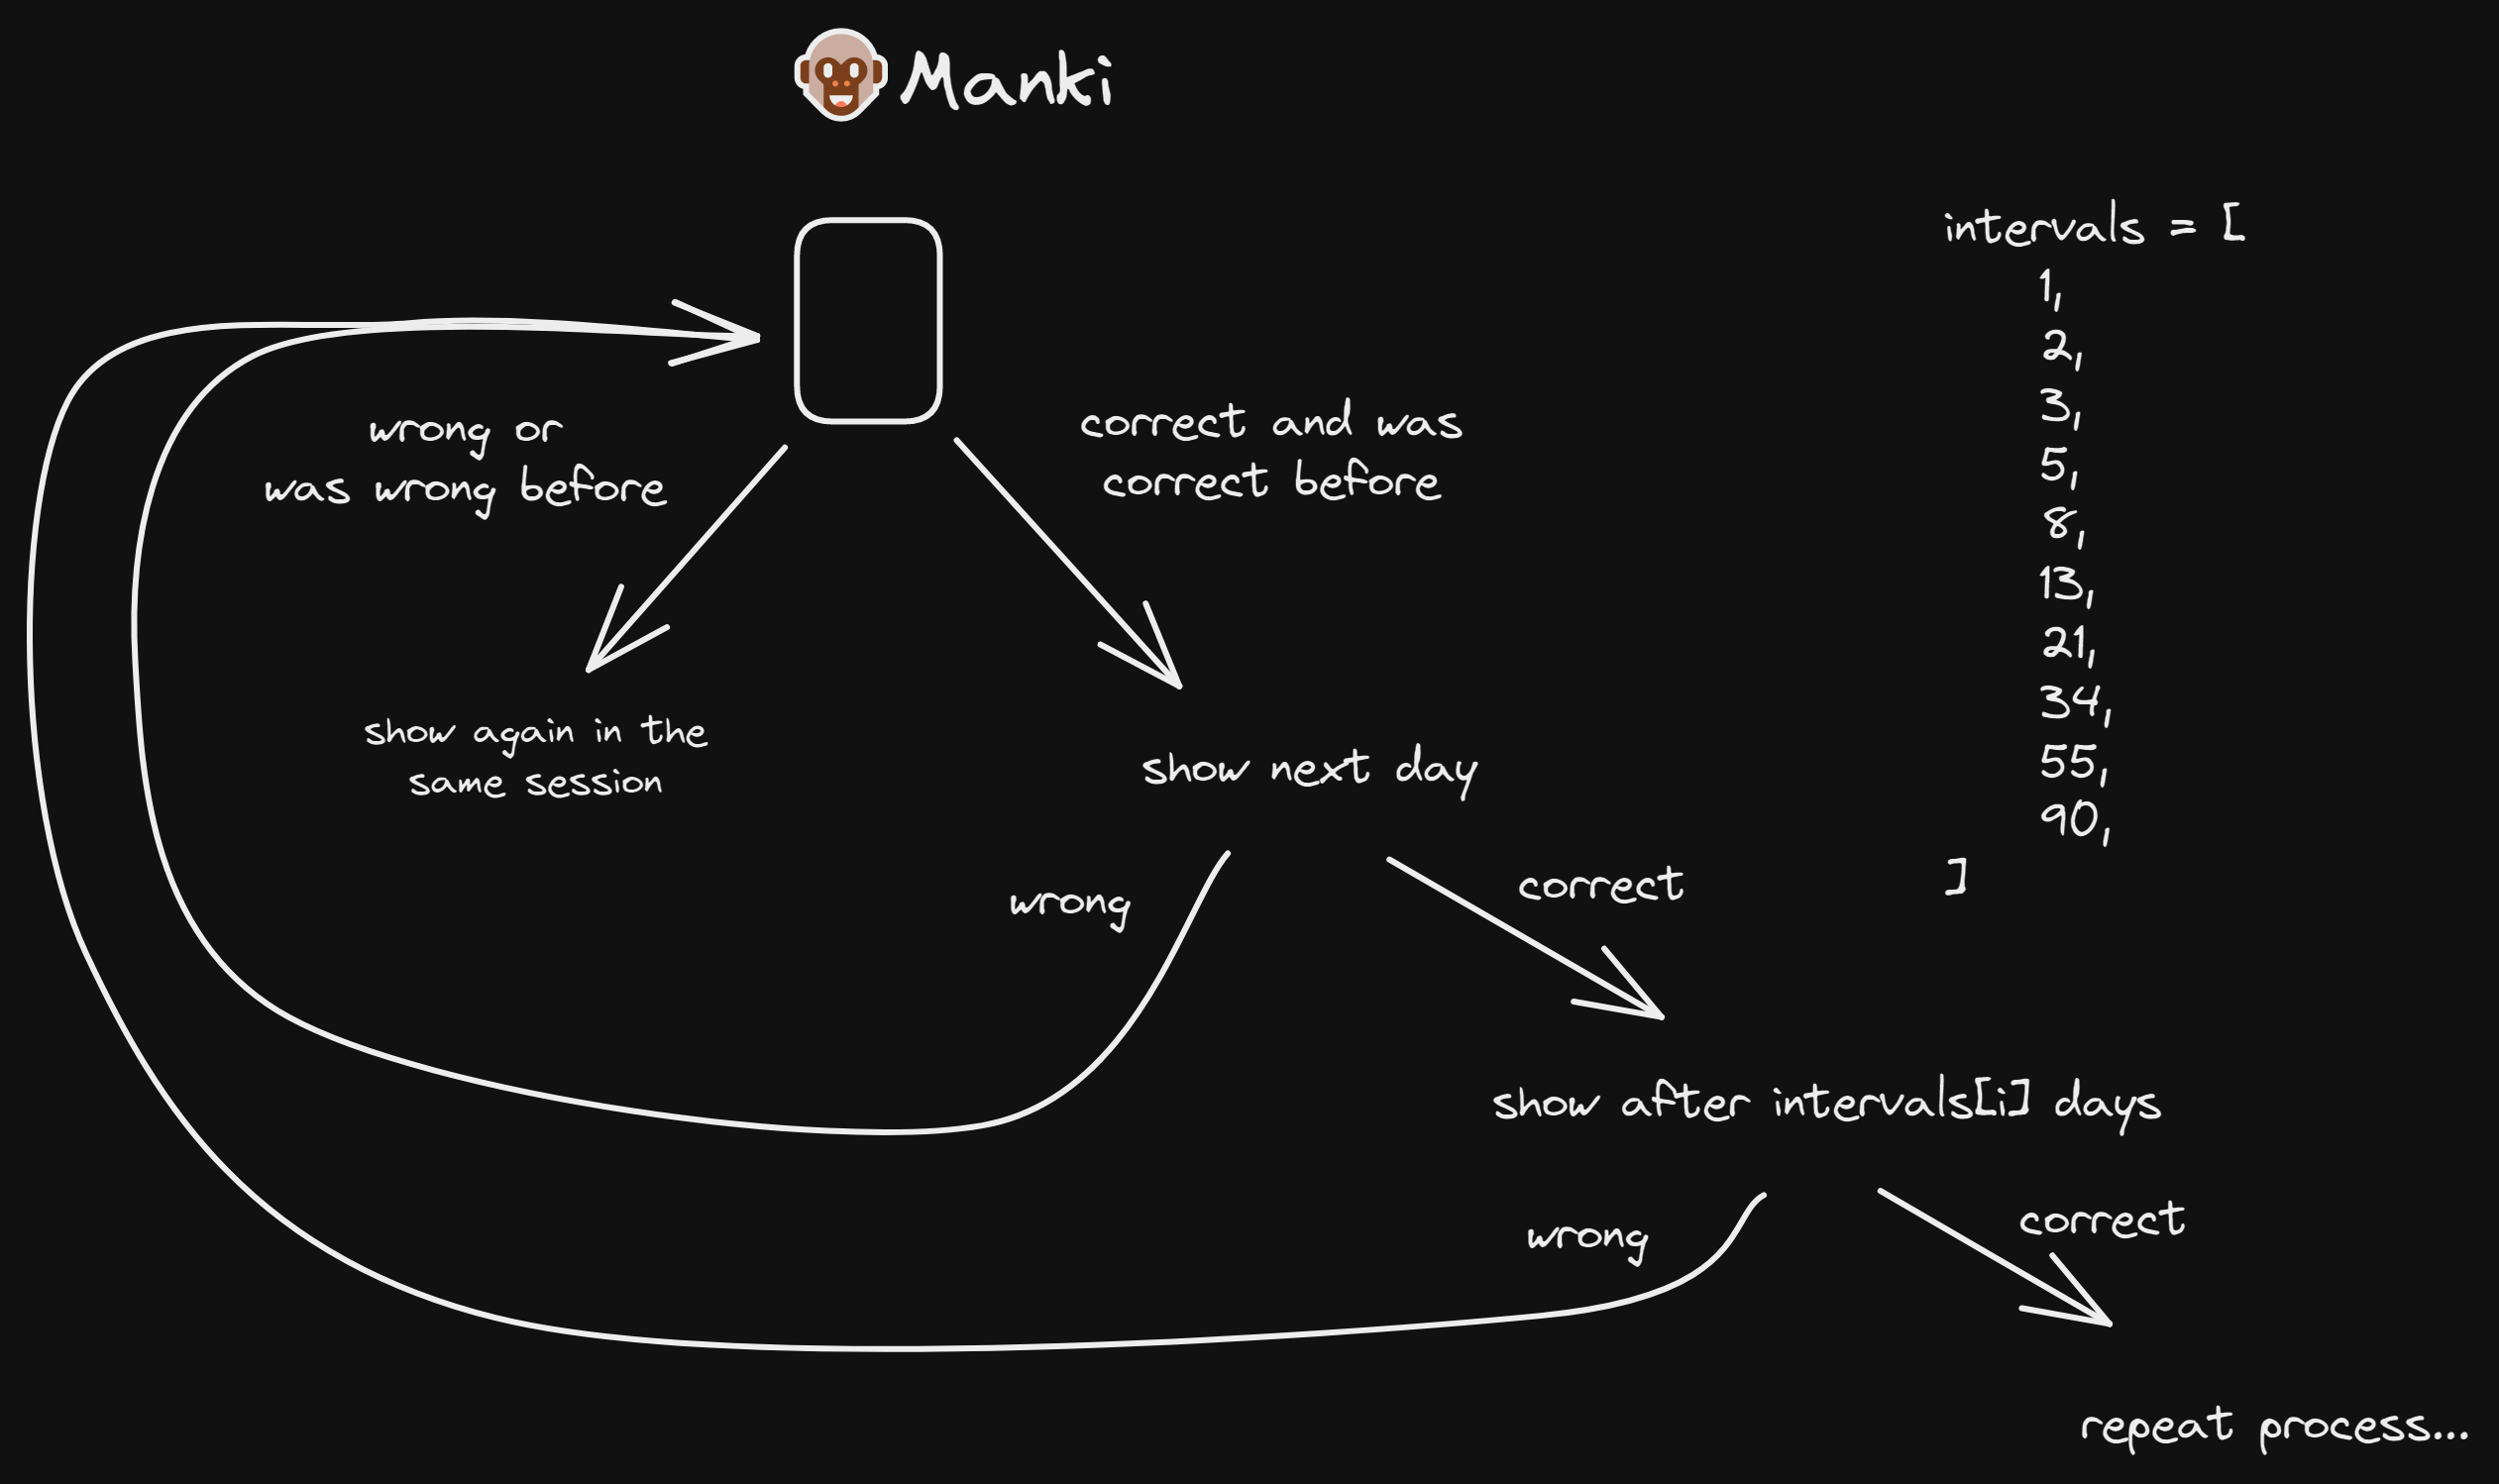 Manki
intervals = [
1,
2,
3,
5,
8,
13,
21,
34,
55,
90,
]
wrong or
was wrong before
correct and was
correct before
show again in the
same session
show next day
wrong
correct
show after intervals[i] days
wrong
correct
repeat process...